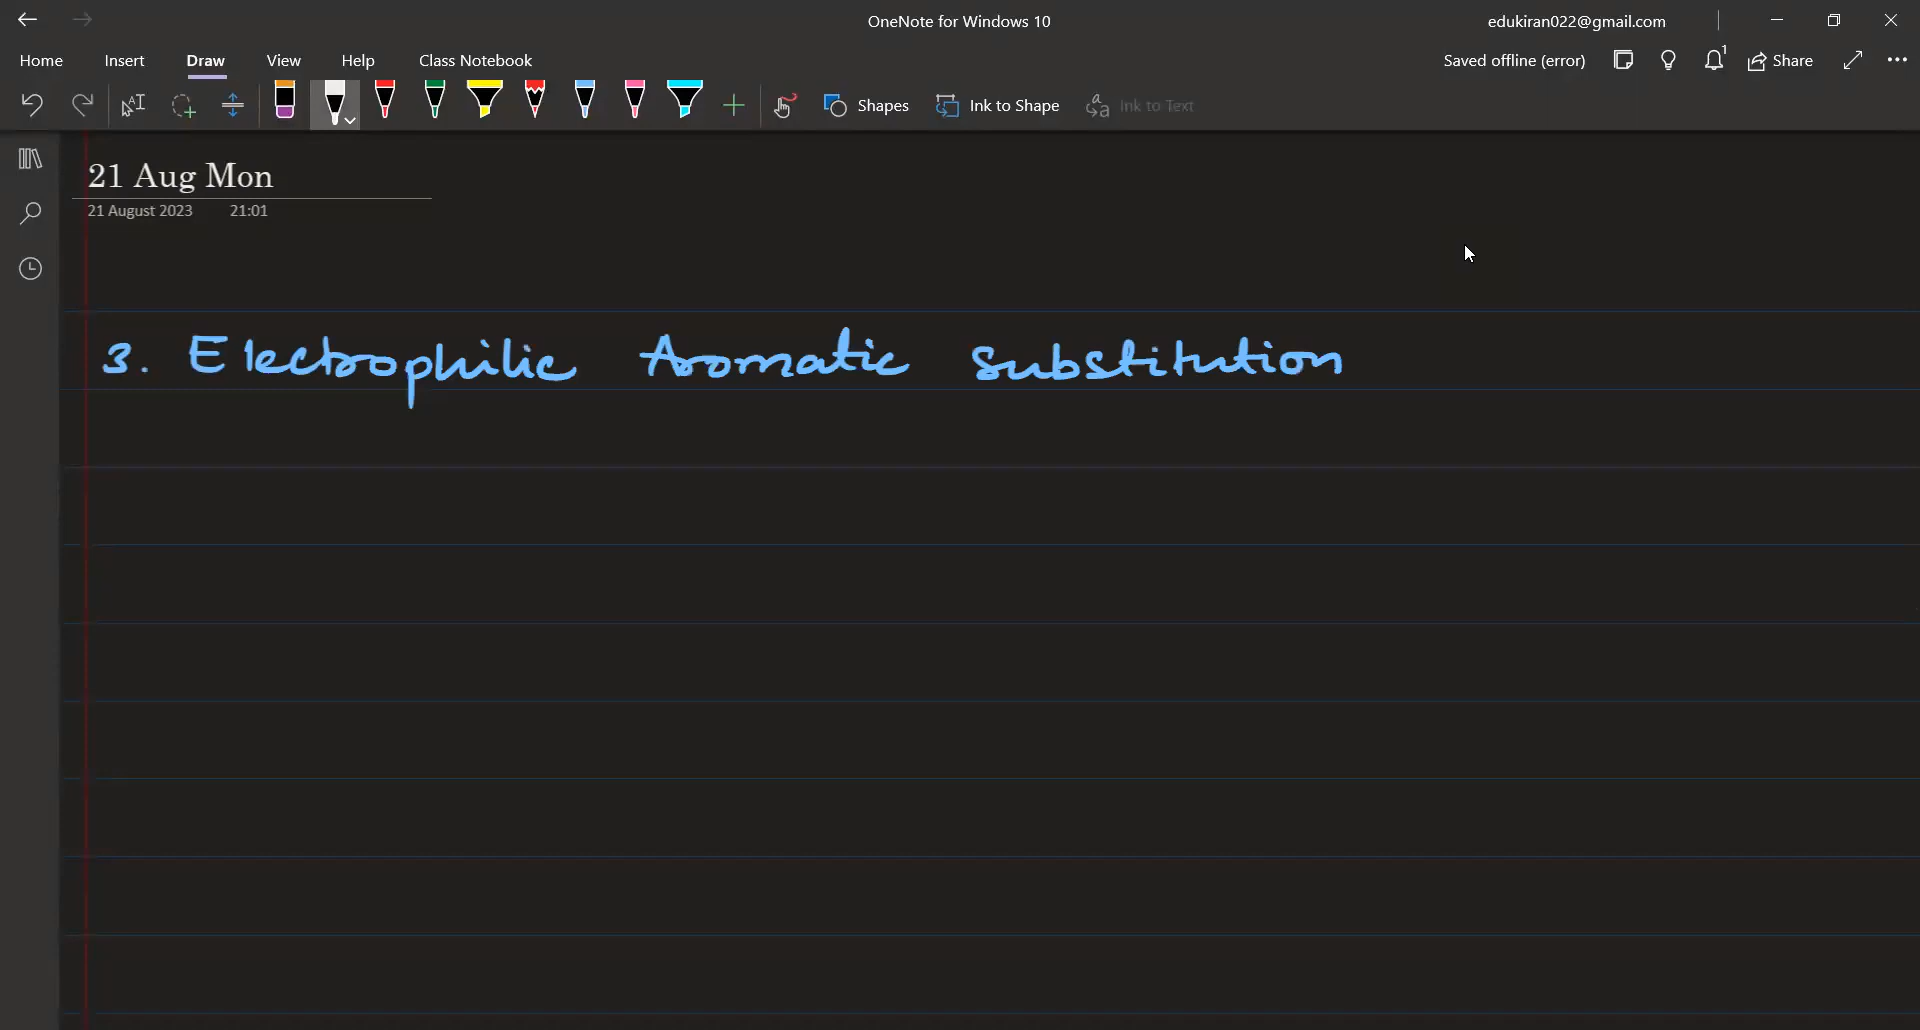 OneNote for Windows 10
edukiran022@gmail.com
Home Insert Draw View Help Class Notebook
Saved offline (error)
1
Share
Shapes
Ink to Shape
Ink to Text
21 Aug Mon
21 August 2023 21:01
3. Electrophilic Aromatic Substitution